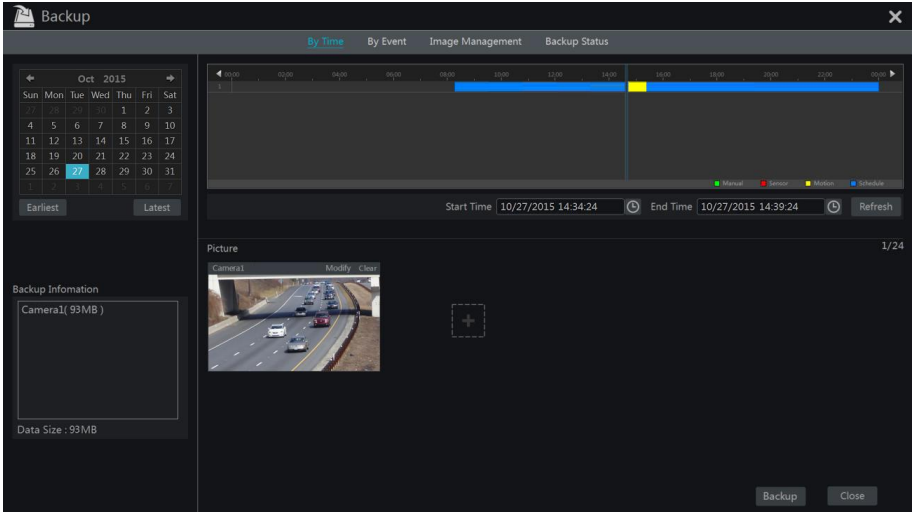 Backup
By Time By Event Image Management Backup Status
Oct 2015
Sun Mon Tue Wed Thu Fri Sat
27 28 29 30 1 2 3
4 5 6 7 8 9 10
11 12 13 14 15 16 17
18 19 20 21 22 23 24
25 26 27 28 29 30 31
1 2 3 4 5 6 7
Earliest Latest
00:00 02:00 04:00 06:00 08:00 10:00 12:00 14:00 16:00 18:00 20:00 22:00 00:00
1
Manual Sensor Motion Schedule
Start Time 10/27/2015 14:34:24 End Time 10/27/2015 14:39:24 Refresh
Picture 1/24
Camera1 Modify Clear
Backup Infomation
Camera1( 93MB )
Data Size : 93MB
Backup Close